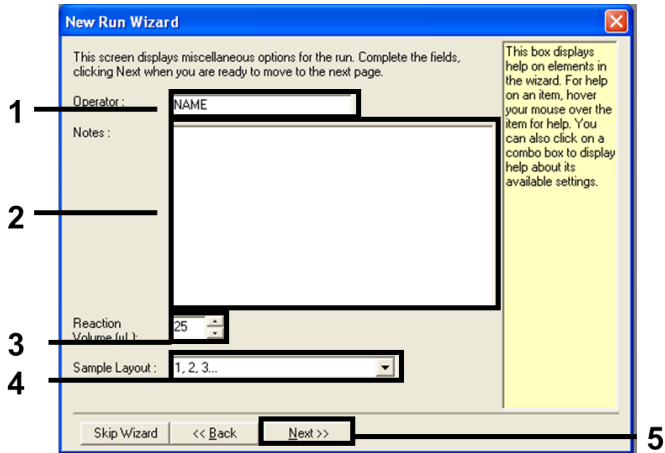 New Run Wizard
This screen displays miscellaneous options for the run. Complete the fields,
clicking Next when you are ready to move to the next page.
This box displays
help on elements in
the wizard. For help
on an item, hover
your mouse over the
item for help. You
can also click on a
combo box to display
help about its
available settings.
1
Operator :
NAME
Notes :
2
Reaction
Volume (µL):
25
3
Sample Layout :
1, 2, 3...
4
Skip Wizard
<< Back
Next >>
5